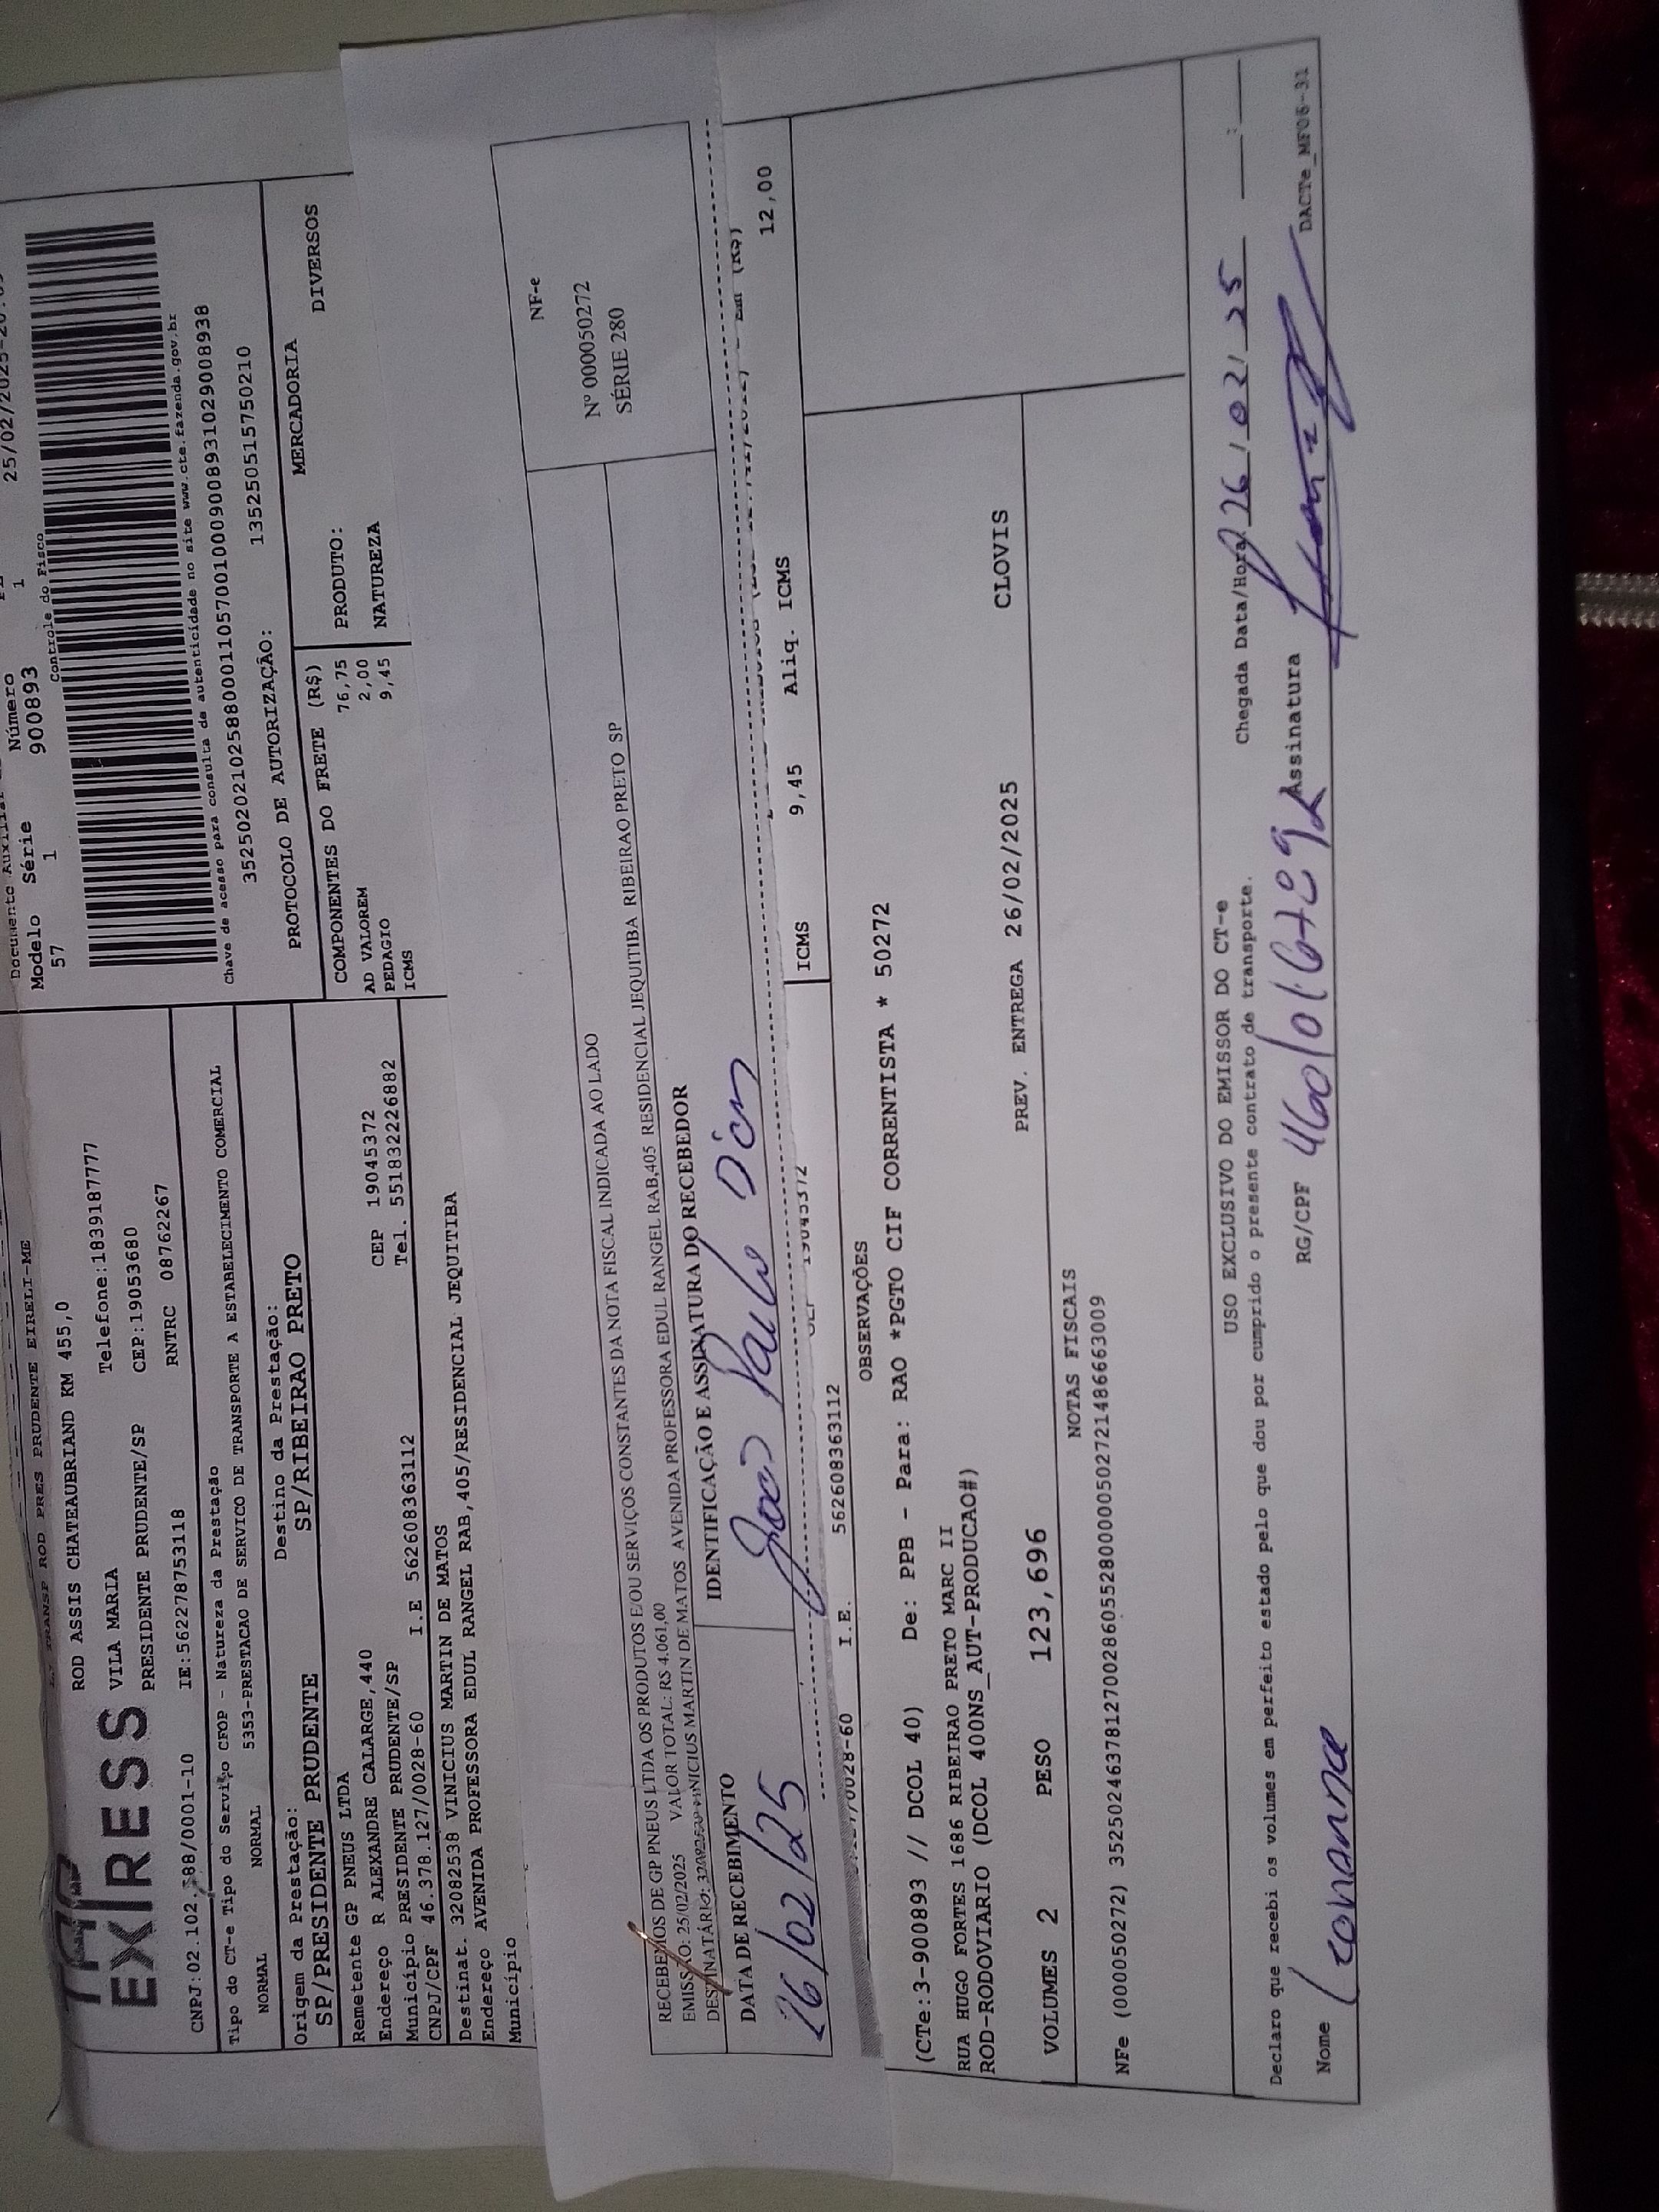 EXPRESS
TRANSP ROD PRES PRUDENTE EIRELI-ME
ROD ASSIS CHATEAUBRIAND KM 455,0
VILA MARIA Telefone:1839187777
PRESIDENTE PRUDENTE/SP CEP:19053680
CNPJ:02.102.588/0001-10 IE:562278753118 RNTRC 08762267
Tipo do CT-e Tipo do Serviço CFOP - Natureza da Prestação
NORMAL NORMAL 5353-PRESTACAO DE SERVICO DE TRANSPORTE A ESTABELECIMENTO COMERCIAL
Origem da Prestação: Destino da Prestação:
SP/PRESIDENTE PRUDENTE SP/RIBEIRAO PRETO
Remetente GP PNEUS LTDA
Endereço R ALEXANDRE CALARGE,440 CEP 19045372
Município PRESIDENTE PRUDENTE/SP Tel. 551832226882
CNPJ/CPF 46.378.127/0028-60 I.E 562608363112
Destinat. 32082538 VINICIUS MARTIN DE MATOS
Endereço AVENIDA PROFESSORA EDUL RANGEL RAB,405/RESIDENCIAL JEQUITIBA
Município
Documento Auxiliar
Modelo Série Número
57 1 900893 1 25/02/2025
Controle do Fisco
Chave de acesso para consulta de autenticidade no site www.cte.fazenda.gov.br
35250202102588000110570010009008931029008938
PROTOCOLO DE AUTORIZAÇÃO: 135250515750210
COMPONENTES DO FRETE (R$) MERCADORIA
AD VALOREM 76,75 PRODUTO: DIVERSOS
PEDAGIO 2,00 NATUREZA
ICMS 9,45
RECEBEMOS DE GP PNEUS LTDA OS PRODUTOS E/OU SERVIÇOS CONSTANTES DA NOTA FISCAL INDICADA AO LADO
EMISSÃO: 25/02/2025 VALOR TOTAL: R$ 4.061,00
DESTINATÁRIO: VINICIUS MARTIN DE MATOS AVENIDA PROFESSORA EDUL RANGEL RAB,405 RESIDENCIAL JEQUITIBA RIBEIRAO PRETO SP
DATA DE RECEBIMENTO IDENTIFICAÇÃO E ASSINATURA DO RECEBEDOR
26/02/25 João Paulo
NF-e
Nº 000050272
SÉRIE 280
I.E. 562608363112
ICMS 9,45 Aliq. ICMS 12,00
OBSERVAÇÕES
(CTe:3-900893 // DCOL 40) De: PPB - Para: RAO *PGTO CIF CORRENTISTA * 50272
RUA HUGO FORTES 1686 RIBEIRAO PRETO MARC II
ROD-RODOVIARIO (DCOL 400NS_AUT-PRODUCAO#)
VOLUMES 2 PESO 123,696 PREV. ENTREGA 26/02/2025 CLOVIS
NOTAS FISCAIS
NFe (000050272) 35250246378127002860552800000502721486663009
USO EXCLUSIVO DO EMISSOR DO CT-e
Declaro que recebi os volumes em perfeito estado pelo que dou por cumprido o presente contrato de transporte. Chegada Data/Hora 26/02/25
Nome RG/CPF Assinatura
DACTe_MF06-31